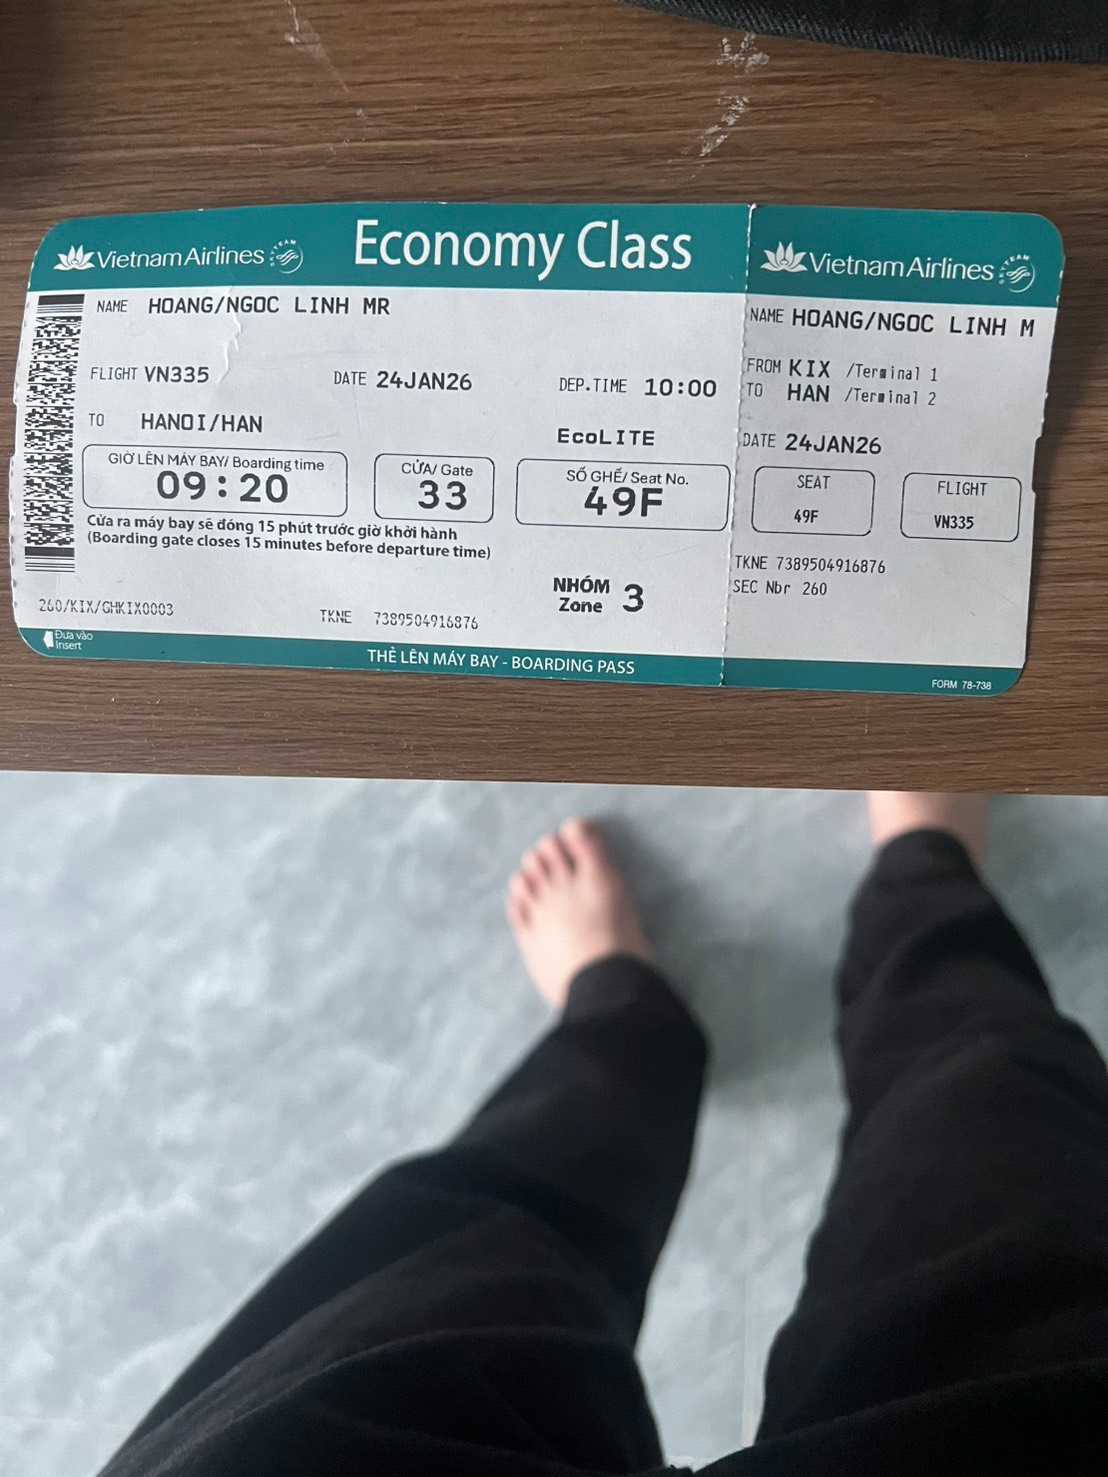 Vietnam Airlines SKYTEAM
Economy Class
NAME HOANG/NGOC LINH MR
FLIGHT VN335 DATE 24JAN26 DEP.TIME 10:00
TO HANOI/HAN
EcoLITE
GIỜ LÊN MÁY BAY/ Boarding time
09:20
CỬA/ Gate
33
SỐ GHẾ/ Seat No.
49F
Cửa ra máy bay sẽ đóng 15 phút trước giờ khởi hành
(Boarding gate closes 15 minutes before departure time)
NHÓM
Zone 3
260/KIX/GHKIX0003
TKNE 7389504916876
Đưa vào
Insert
THẺ LÊN MÁY BAY - BOARDING PASS
Vietnam Airlines SKYTEAM
NAME HOANG/NGOC LINH M
FROM KIX /Terminal 1
TO HAN /Terminal 2
DATE 24JAN26
SEAT
49F
FLIGHT
VN335
TKNE 7389504916876
SEC Nbr 260
FORM 78-738